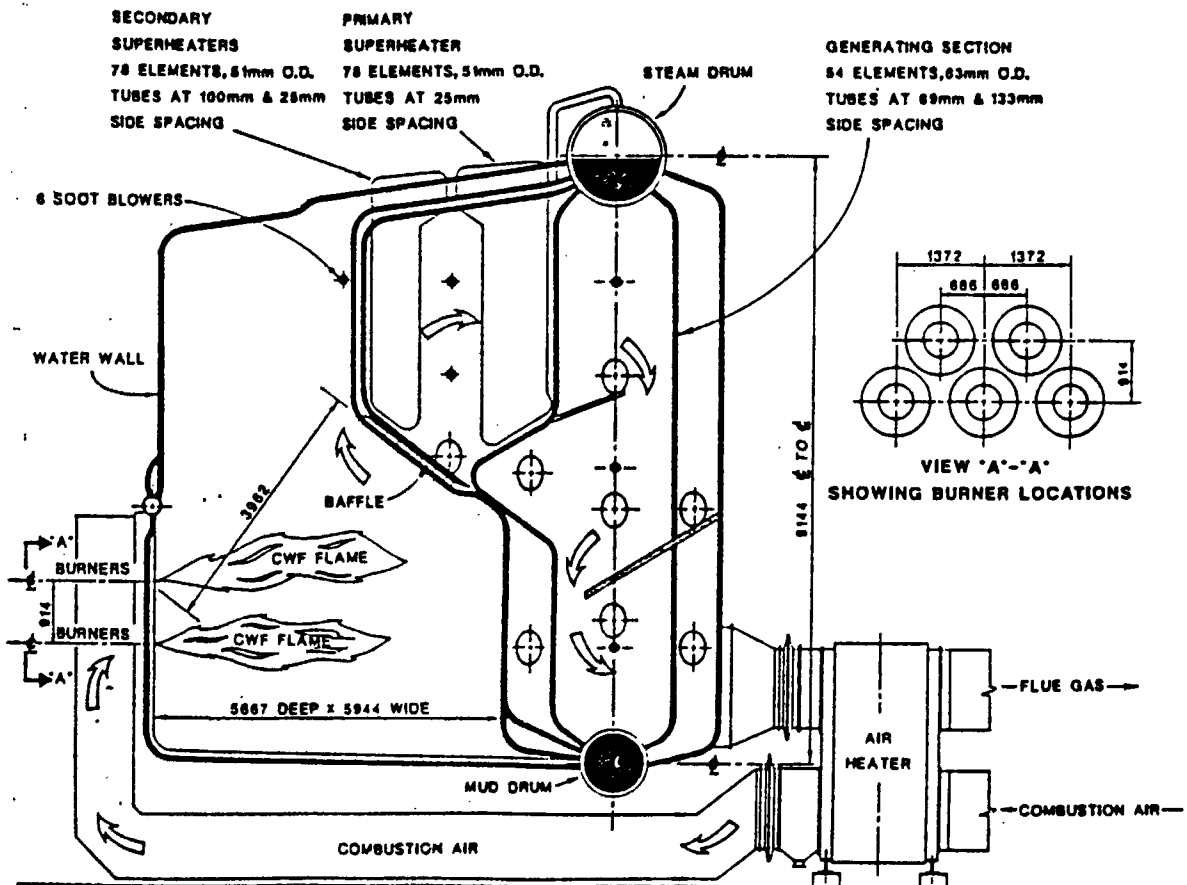 SECONDARY
SUPERHEATERS
78 ELEMENTS, 51mm O.D.
TUBES AT 100mm & 25mm
SIDE SPACING
PRIMARY
SUPERHEATER
78 ELEMENTS, 51mm O.D.
TUBES AT 25mm
SIDE SPACING
STEAM DRUM
GENERATING SECTION
54 ELEMENTS, 63mm O.D.
TUBES AT 69mm & 133mm
SIDE SPACING
6 SOOT BLOWERS
WATER WALL
1372 1372
686 686
914
VIEW "A"-"A"
SHOWING BURNER LOCATIONS
9144 ℄ TO ℄
3962
BAFFLE
"A"
BURNERS
CWF FLAME
914
BURNERS
CWF FLAME
"A"
5667 DEEP X 5944 WIDE
MUD DRUM
FLUE GAS
AIR
HEATER
COMBUSTION AIR
COMBUSTION AIR